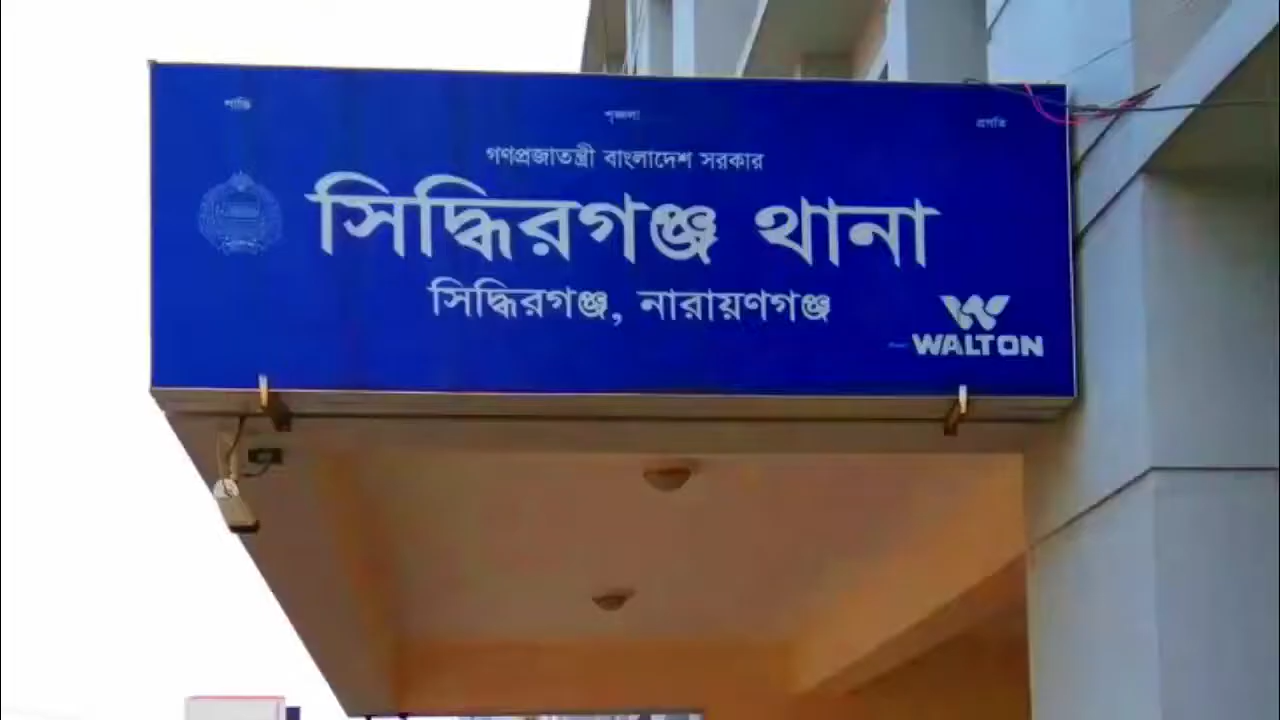 শান্তি শৃঙ্খলা প্রগতি
গণপ্রজাতন্ত্রী বাংলাদেশ সরকার
সিদ্ধিরগঞ্জ থানা
সিদ্ধিরগঞ্জ, নারায়ণগঞ্জ
WALTON